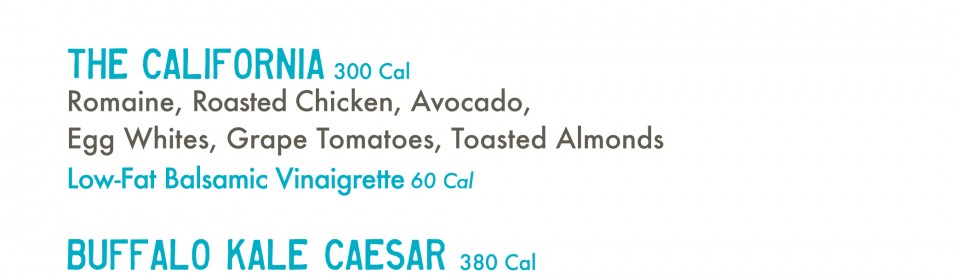 THE CALIFORNIA 300 Cal
Romaine, Roasted Chicken, Avocado,
Egg Whites, Grape Tomatoes, Toasted Almonds
Low-Fat Balsamic Vinaigrette 60 Cal
BUFFALO KALE CAESAR 380 Cal